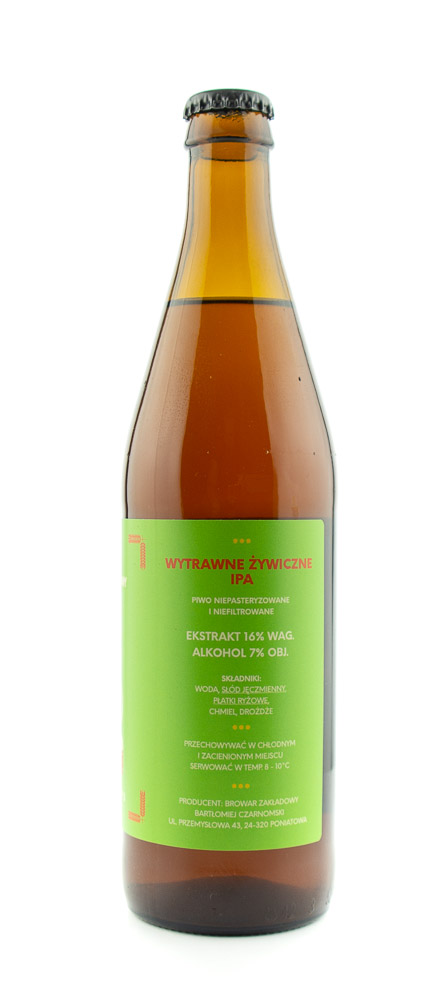 WYTRAWNE ŻYWICZNE
IPA
PIWO NIEPASTERYZOWANE
I NIEFILTROWANE
EKSTRAKT 16% WAG.
ALKOHOL 7% OBJ.
SKŁADNIKI:
WODA, SŁÓD JĘCZMIENNY,
PŁATKI RYŻOWE,
CHMIEL, DROŻDŻE
PRZECHOWYWAĆ W CHŁODNYM
I ZACIENIONYM MIEJSCU
SERWOWAĆ W TEMP. 8 - 10°C
PRODUCENT: BROWAR ZAKŁADOWY
BARTŁOMIEJ CZARNOMSKI
UL. PRZEMYSŁOWA 43, 24-320 PONIATOWA